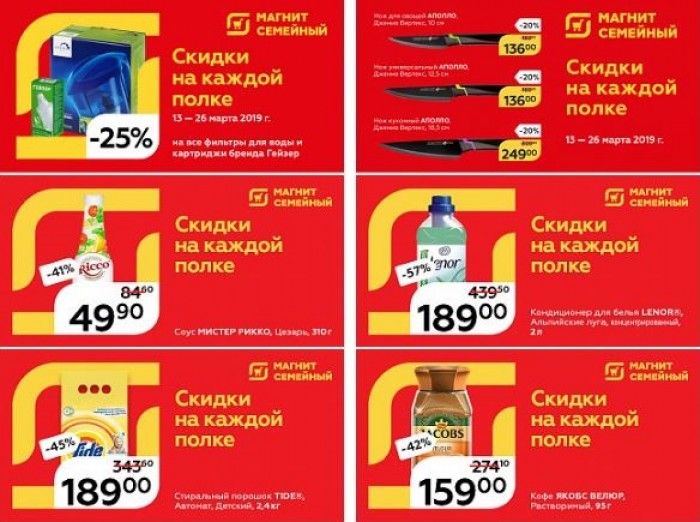 МАГНИТ
СЕМЕЙНЫЙ
Скидки
на каждой
полке
13 — 26 марта 2019 г.
-25%
на все фильтры для воды и
картриджи бренда Гейзер
Нож для овощей АПОЛЛО,
Джания Вертекс, 10 см
-20%
136 00
Нож универсальный АПОЛЛО,
Джания Вертекс, 12,5 см
-20%
136 00
Нож кухонный АПОЛЛО,
Джания Вертекс, 18,5 см
-20%
249 00
МАГНИТ
СЕМЕЙНЫЙ
Скидки
на каждой
полке
13 — 26 марта 2019 г.
МАГНИТ
СЕМЕЙНЫЙ
Скидки
на каждой
полке
Ricco
-41%
84 60
49 90
Соус МИСТЕР РИККО, Цезарь, 310 г
МАГНИТ
СЕМЕЙНЫЙ
Скидки
на каждой
полке
Lenor
-57%
439 50
189 00
Кондиционер для белья LENOR®,
Альпийские луга, концентрированный,
2 л
МАГНИТ
СЕМЕЙНЫЙ
Скидки
на каждой
полке
Tide
-45%
343 60
189 00
Стиральный порошок TIDE®,
Автомат, Детский, 2,4 кг
МАГНИТ
СЕМЕЙНЫЙ
Скидки
на каждой
полке
JACOBS
-42%
274 10
159 00
Кофе ЯКОБС ВЕЛЮР,
Растворимый, 95 г